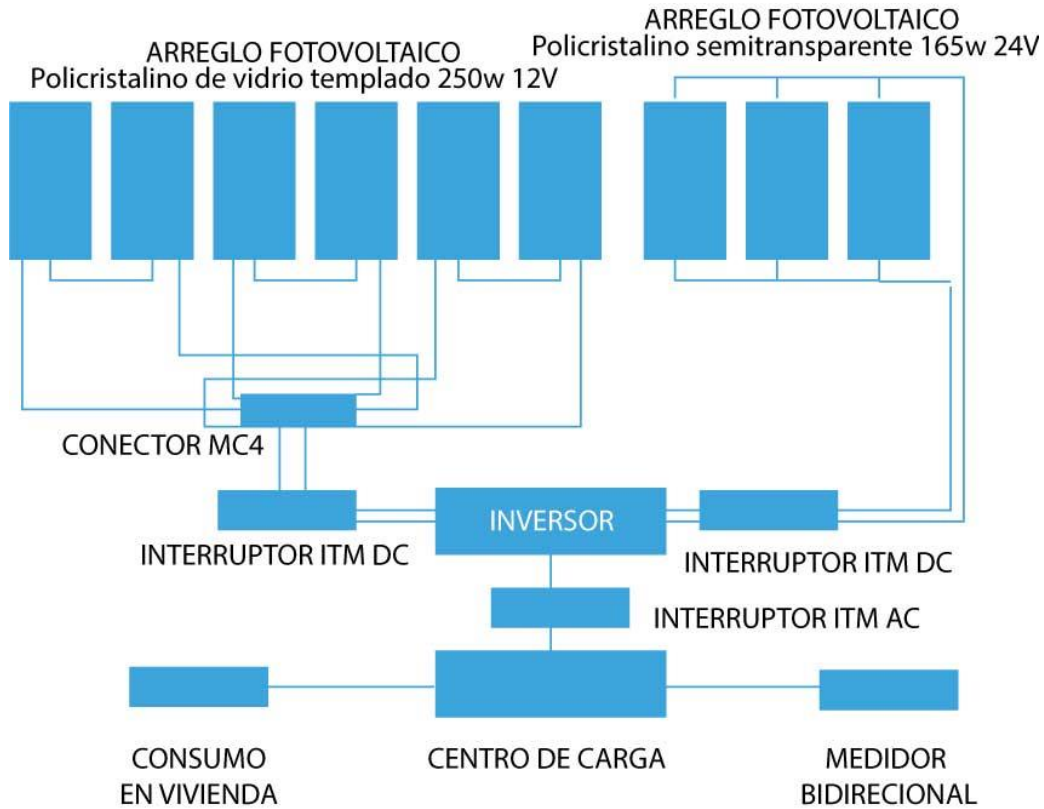 ARREGLO FOTOVOLTAICO
Policristalino de vidrio templado 250w 12V
ARREGLO FOTOVOLTAICO
Policristalino semitransparente 165w 24V
CONECTOR MC4
INTERRUPTOR ITM DC
INVERSOR
INTERRUPTOR ITM DC
INTERRUPTOR ITM AC
CONSUMO
EN VIVIENDA
CENTRO DE CARGA
MEDIDOR
BIDIRECIONAL